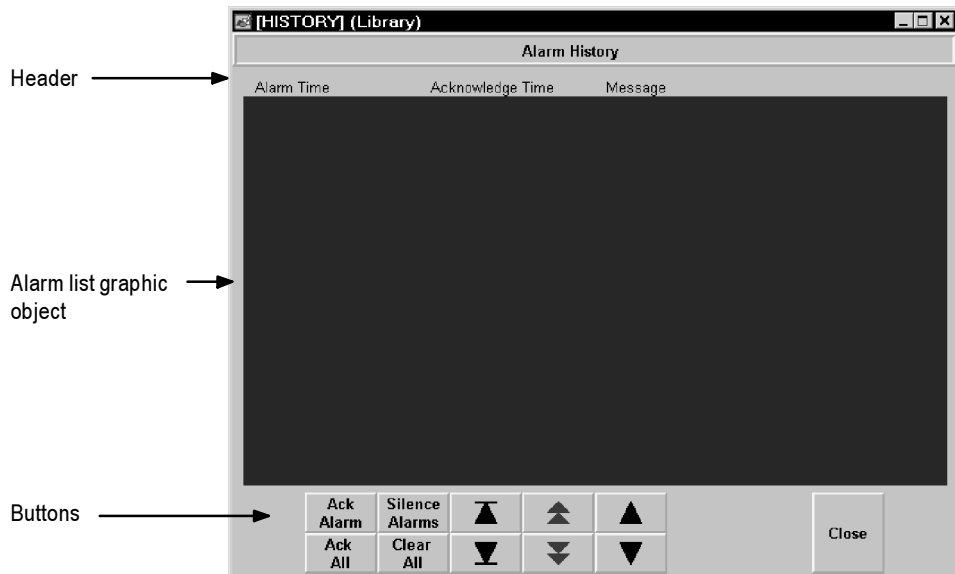 [HISTORY] (Library)
Alarm History
Header
Alarm Time Acknowledge Time Message
Alarm list graphic
object
Buttons
Ack
Alarm
Silence
Alarms
Ack
All
Clear
All
Close